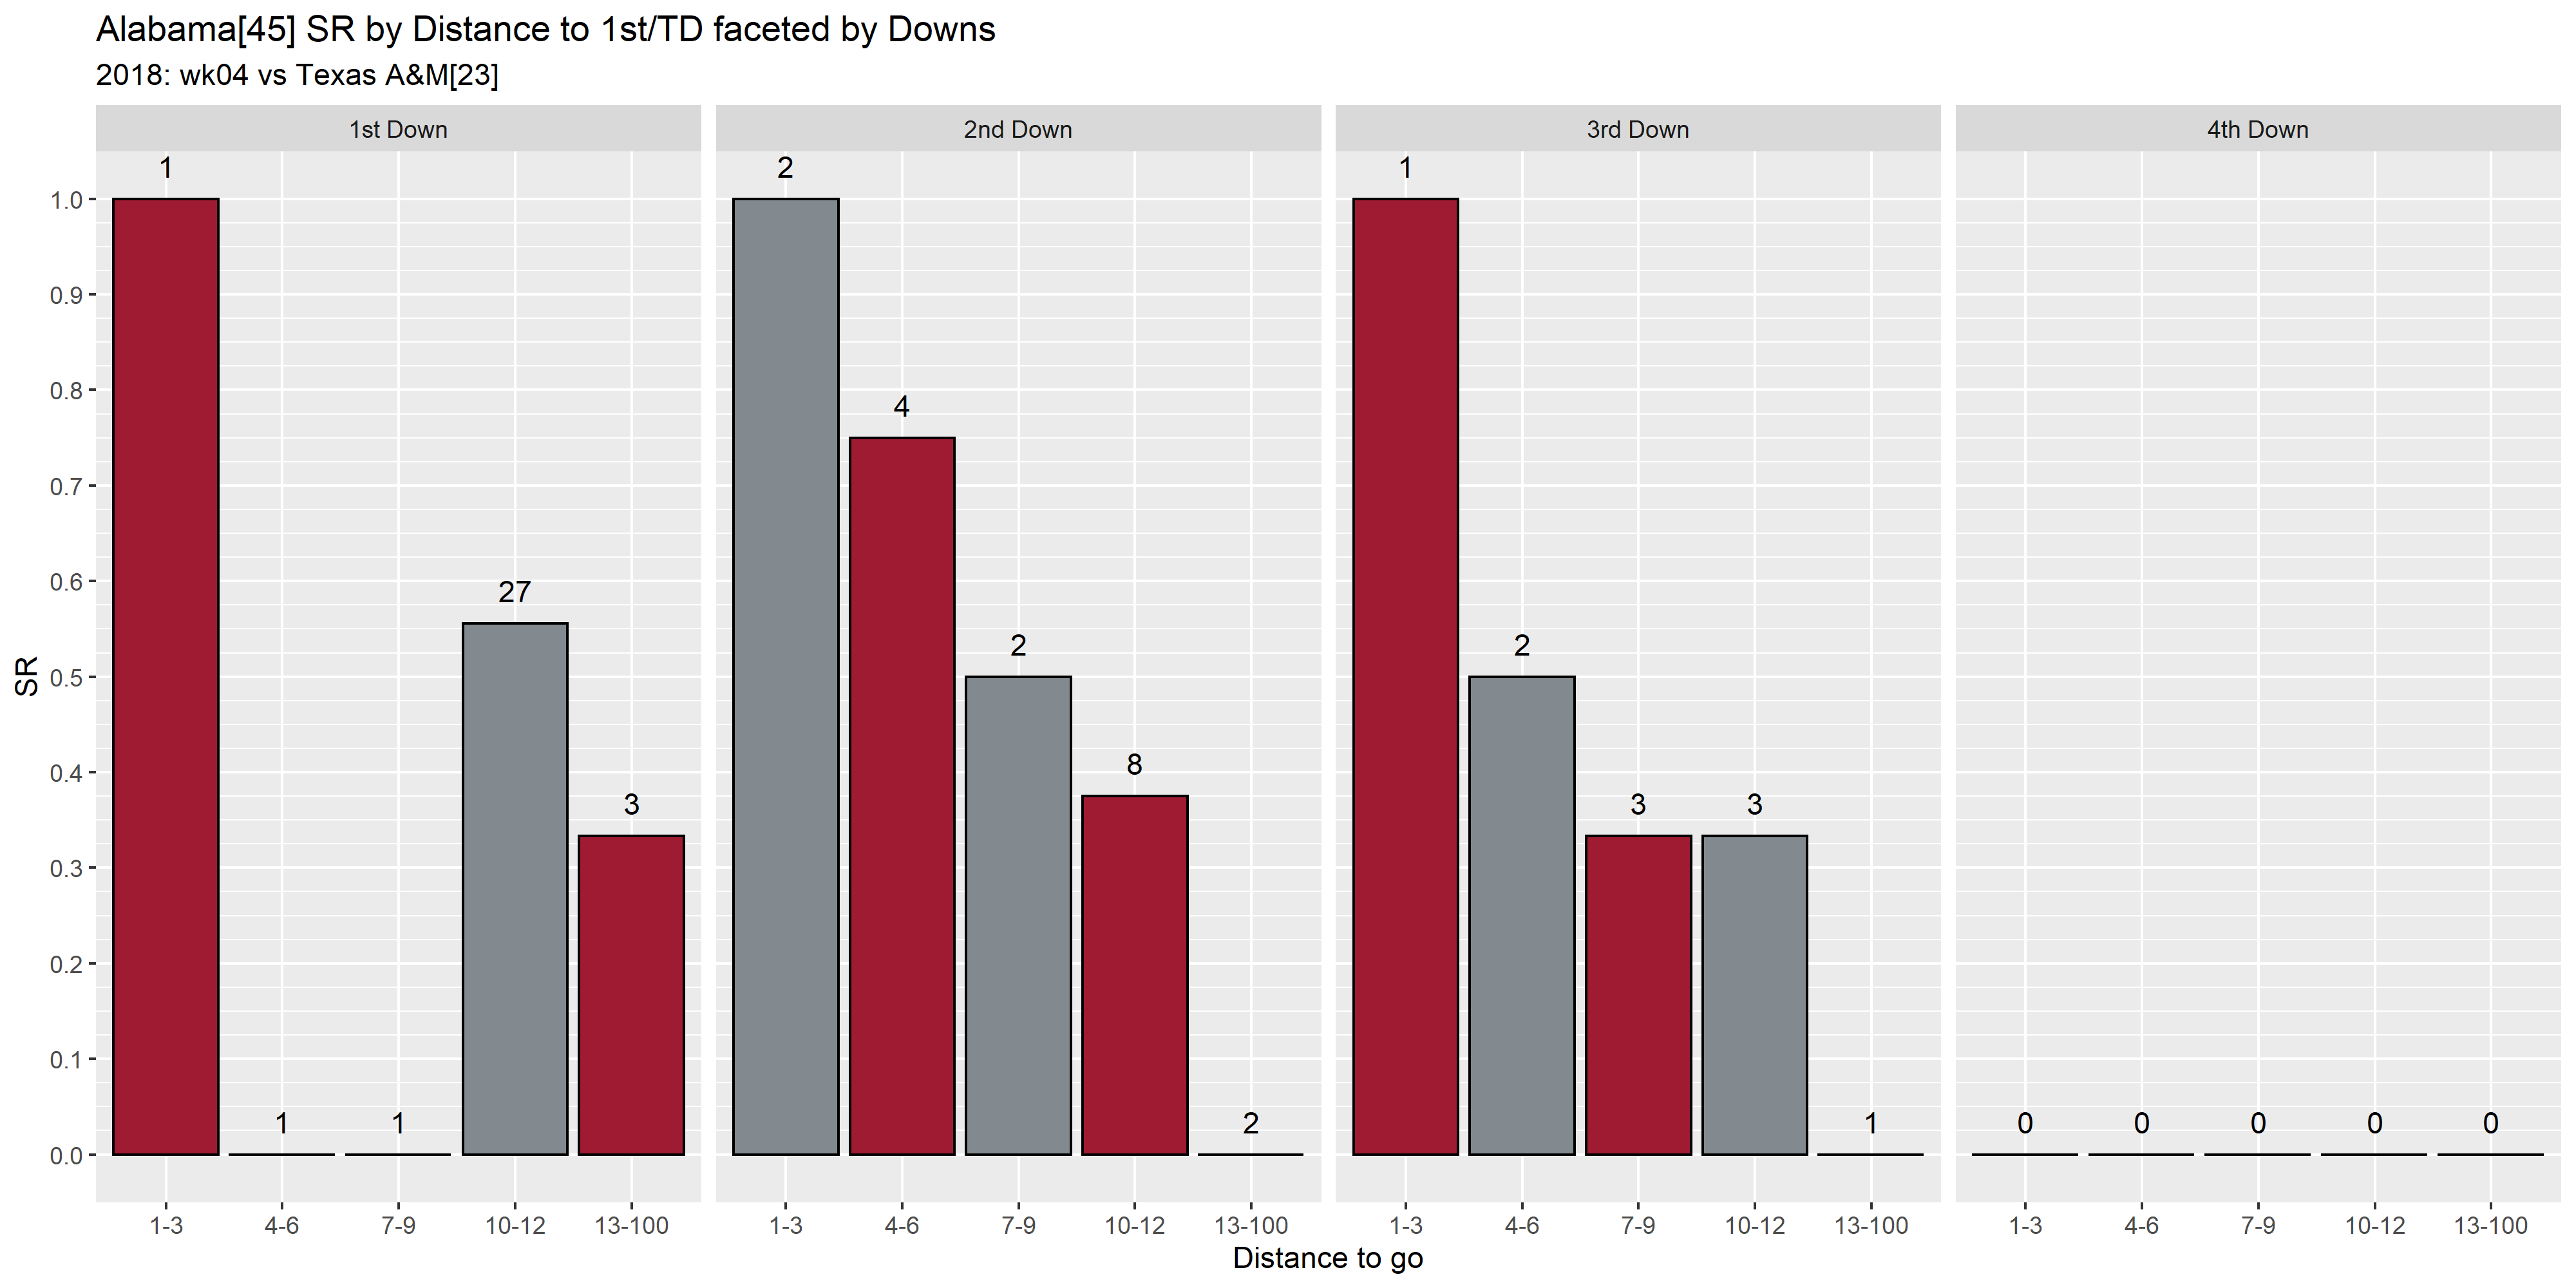 Alabama[45] SR by Distance to 1st/TD faceted by Downs
2018: wk04 vs Texas A&M[23]
1st Down 2nd Down 3rd Down 4th Down
1 2 1
1.0
0.9
0.8
4
0.7
27
0.6
2 2
SR
0.5
8
0.4
3 3 3
0.3
0.2
0.1
1 1 2 1 0 0 0 0 0
0.0
1-3 4-6 7-9 10-12 13-100 1-3 4-6 7-9 10-12 13-100 1-3 4-6 7-9 10-12 13-100 1-3 4-6 7-9 10-12 13-100
Distance to go